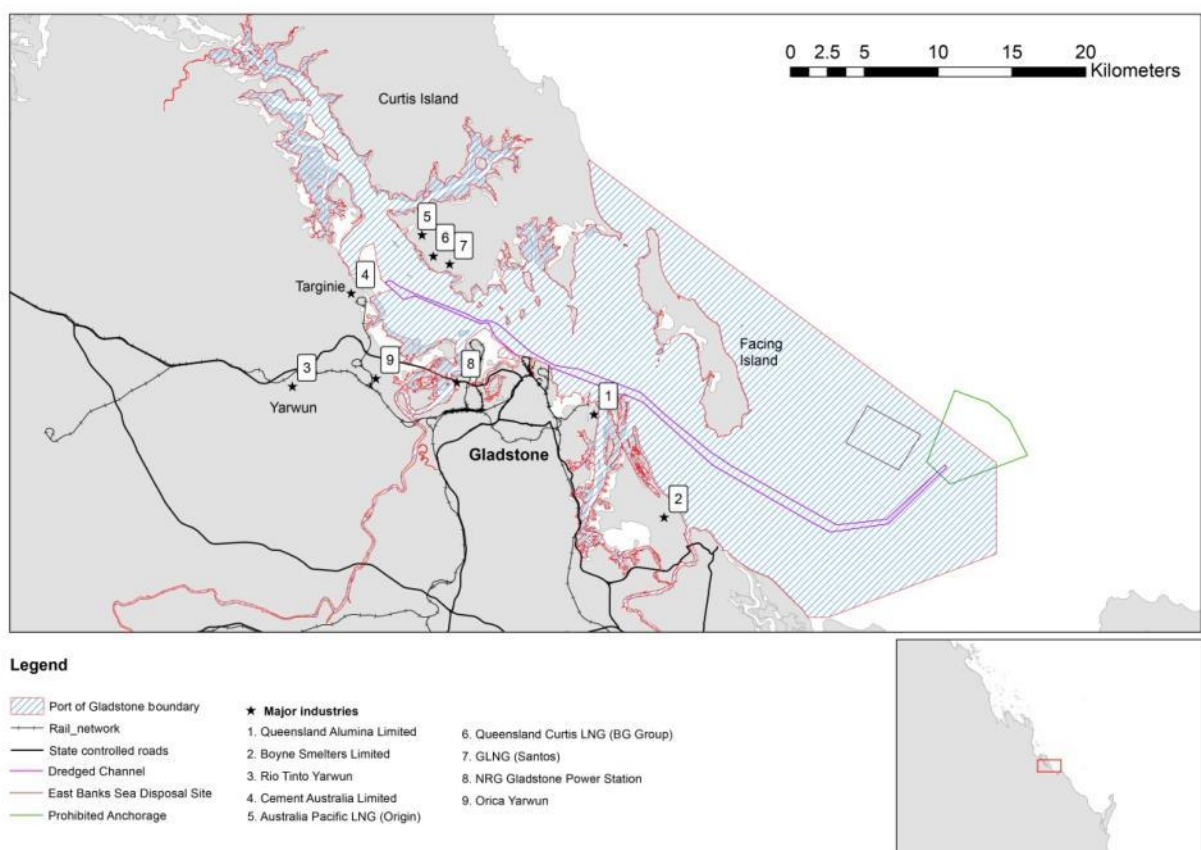 0 2.5 5 10 15 20
Kilometers
Curtis Island
5
6
7
4
Targinie
Facing
Island
3
9
8
1
Yarwun
Gladstone
2
Legend
Port of Gladstone boundary
Rail_network
State controlled roads
Dredged Channel
East Banks Sea Disposal Site
Prohibited Anchorage
★ Major industries
1. Queensland Alumina Limited
2. Boyne Smelters Limited
3. Rio Tinto Yarwun
4. Cement Australia Limited
5. Australia Pacific LNG (Origin)
6. Queensland Curtis LNG (BG Group)
7. GLNG (Santos)
8. NRG Gladstone Power Station
9. Orica Yarwun